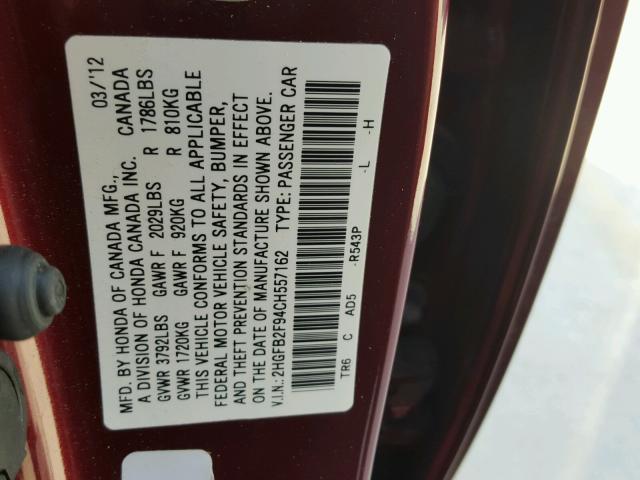 MFD. BY HONDA OF CANADA MFG., 03/'12
A DIVISION OF HONDA CANADA INC. CANADA
GVWR 3792LBS GAWR F 2029LBS R 1786LBS
GVWR 1720KG GAWR F 920KG R 810KG
THIS VEHICLE CONFORMS TO ALL APPLICABLE
FEDERAL MOTOR VEHICLE SAFETY, BUMPER,
AND THEFT PREVENTION STANDARDS IN EFFECT
ON THE DATE OF MANUFACTURE SHOWN ABOVE.
V.I.N.: 2HGFB2F94CH557162 TYPE: PASSENGER CAR
TR6 C AD5 -R543P -L -H